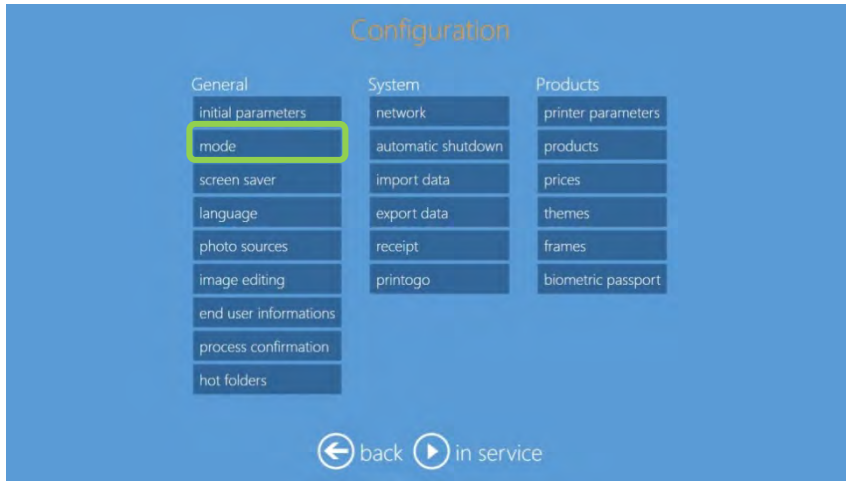 Configuration
General
initial parameters
mode
screen saver
language
photo sources
image editing
end user informations
process confirmation
hot folders
System
network
automatic shutdown
import data
export data
receipt
printogo
Products
printer parameters
products
prices
themes
frames
biometric passport
back in service